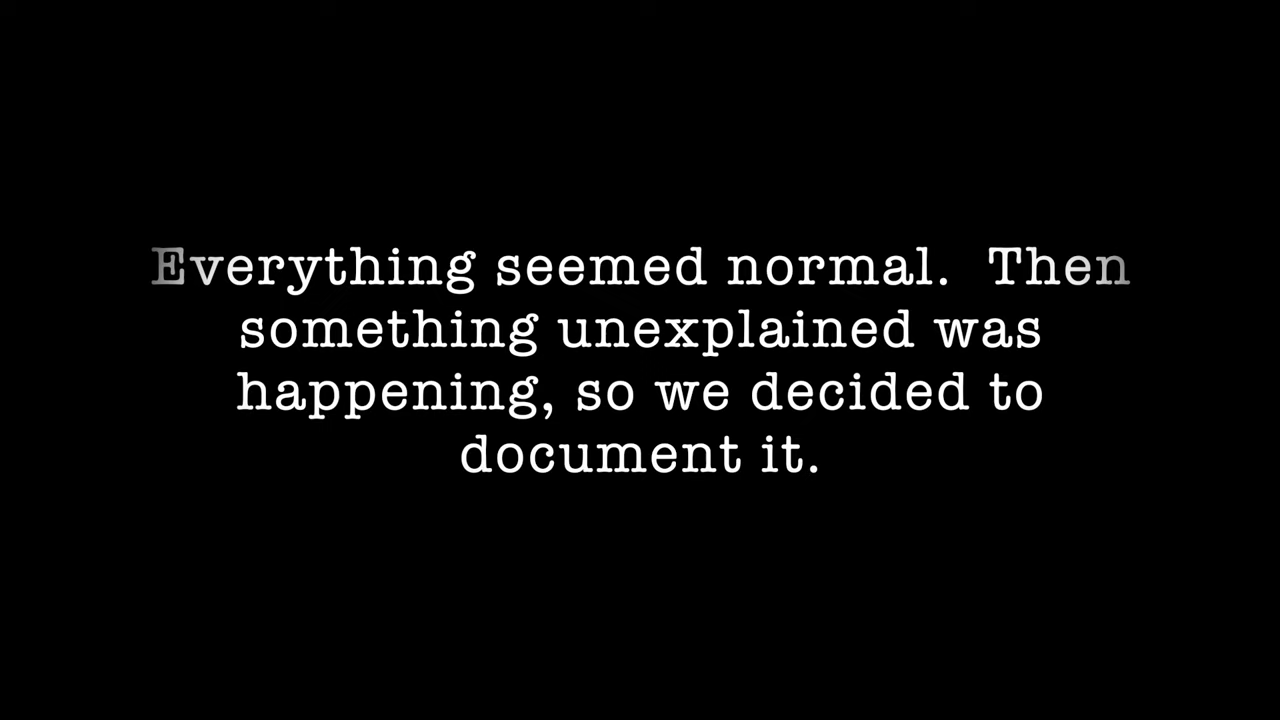 Everything seemed normal.  Then
something unexplained was
happening, so we decided to
document it.